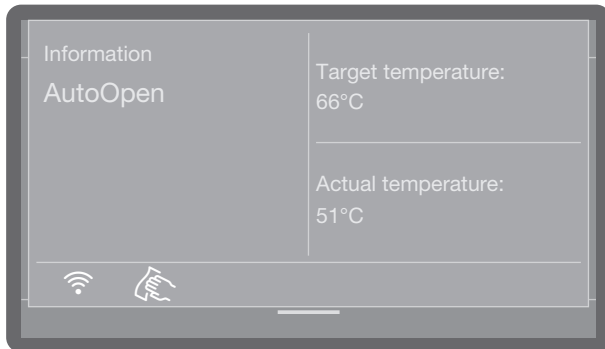 Information
AutoOpen
Target temperature:
66°C
Actual temperature:
51°C